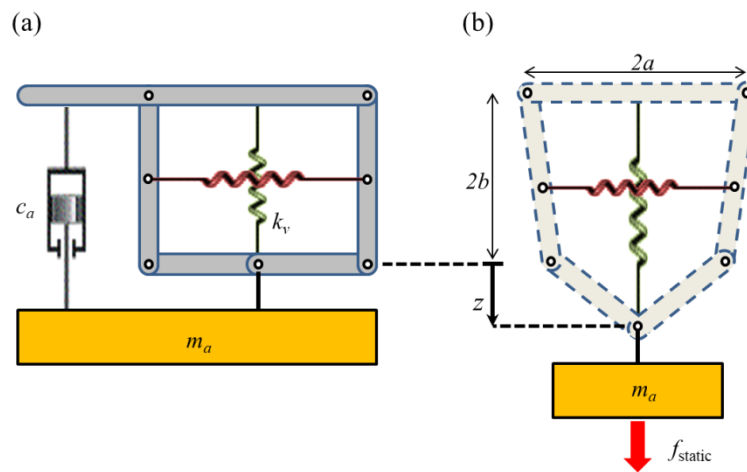 (a)
(b)
2a
2b
c_a
k_v
z
m_a
m_a
f_static